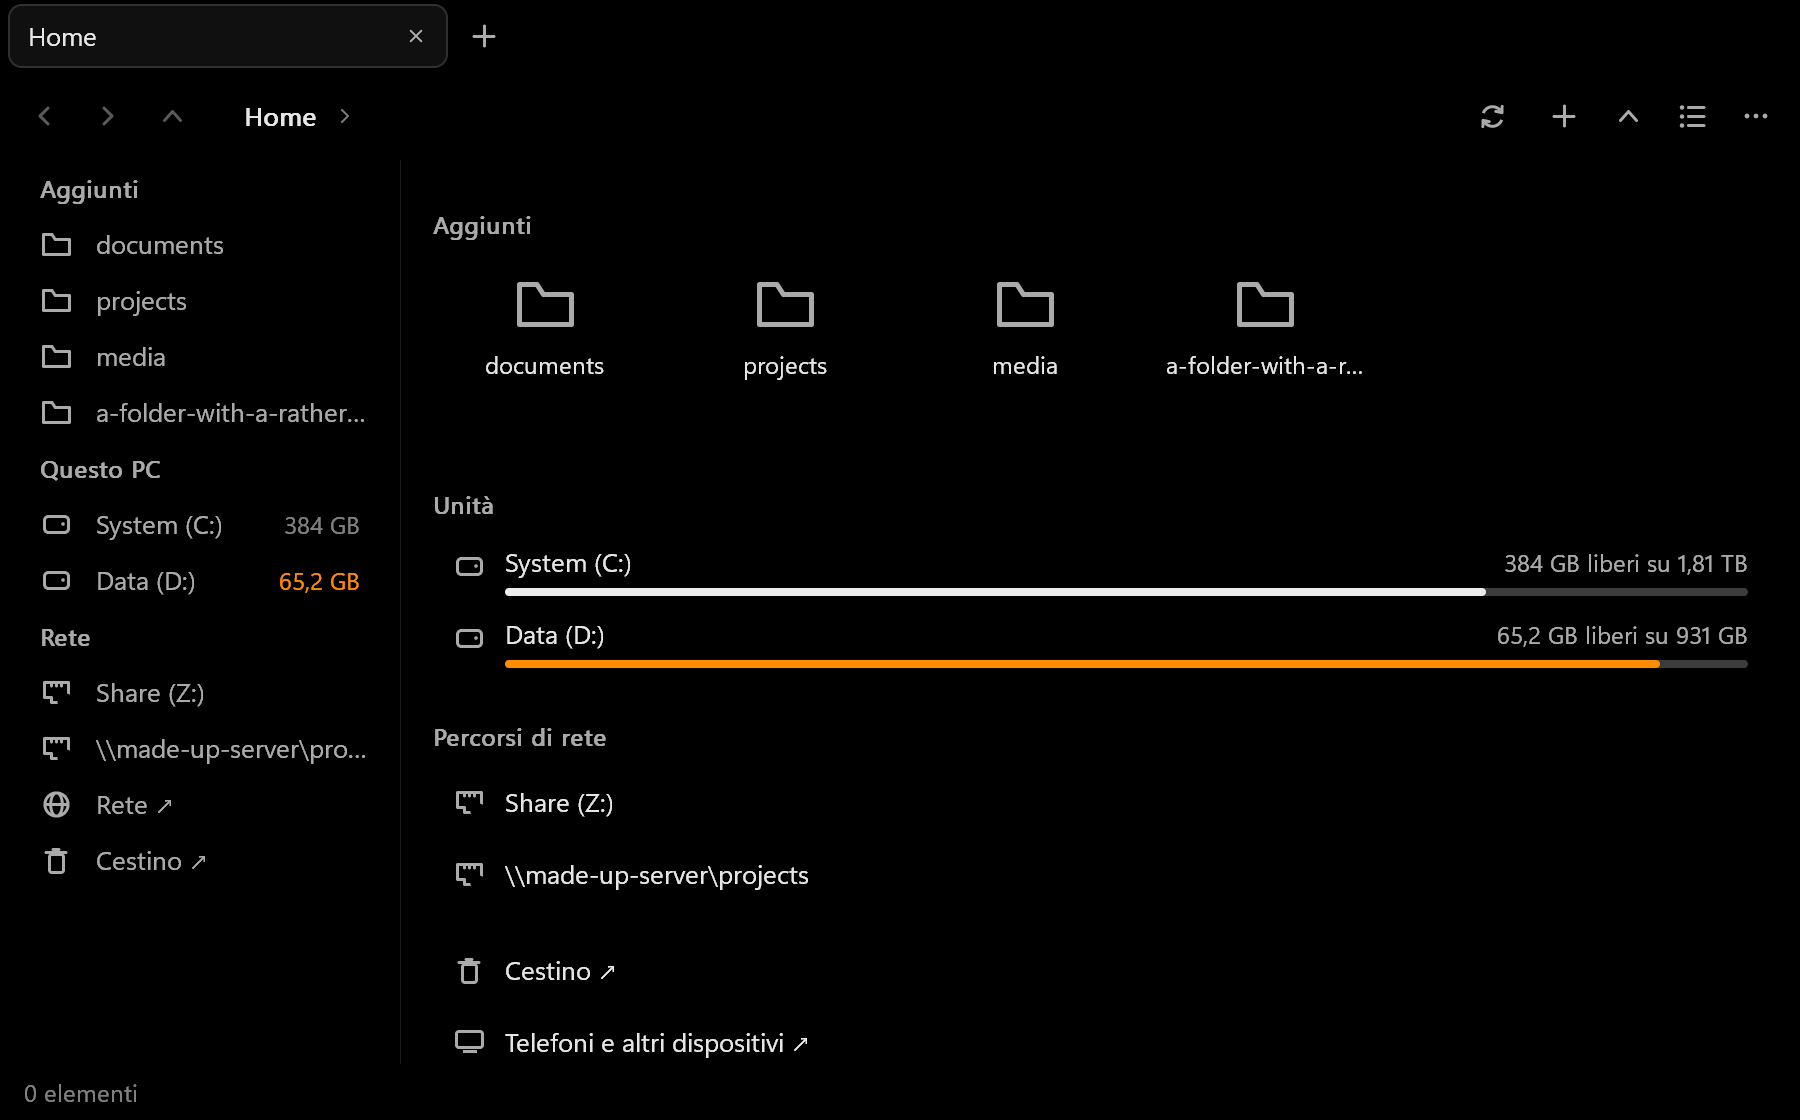 Home
Home
Aggiunti
documents
projects
media
a-folder-with-a-rather...
Questo PC
System (C:) 384 GB
Data (D:) 65,2 GB
Rete
Share (Z:)
\\made-up-server\pro...
Rete ↗
Cestino ↗
Aggiunti
documents
projects
media
a-folder-with-a-r...
Unità
System (C:) 384 GB liberi su 1,81 TB
Data (D:) 65,2 GB liberi su 931 GB
Percorsi di rete
Share (Z:)
\\made-up-server\projects
Cestino ↗
Telefoni e altri dispositivi ↗
0 elementi